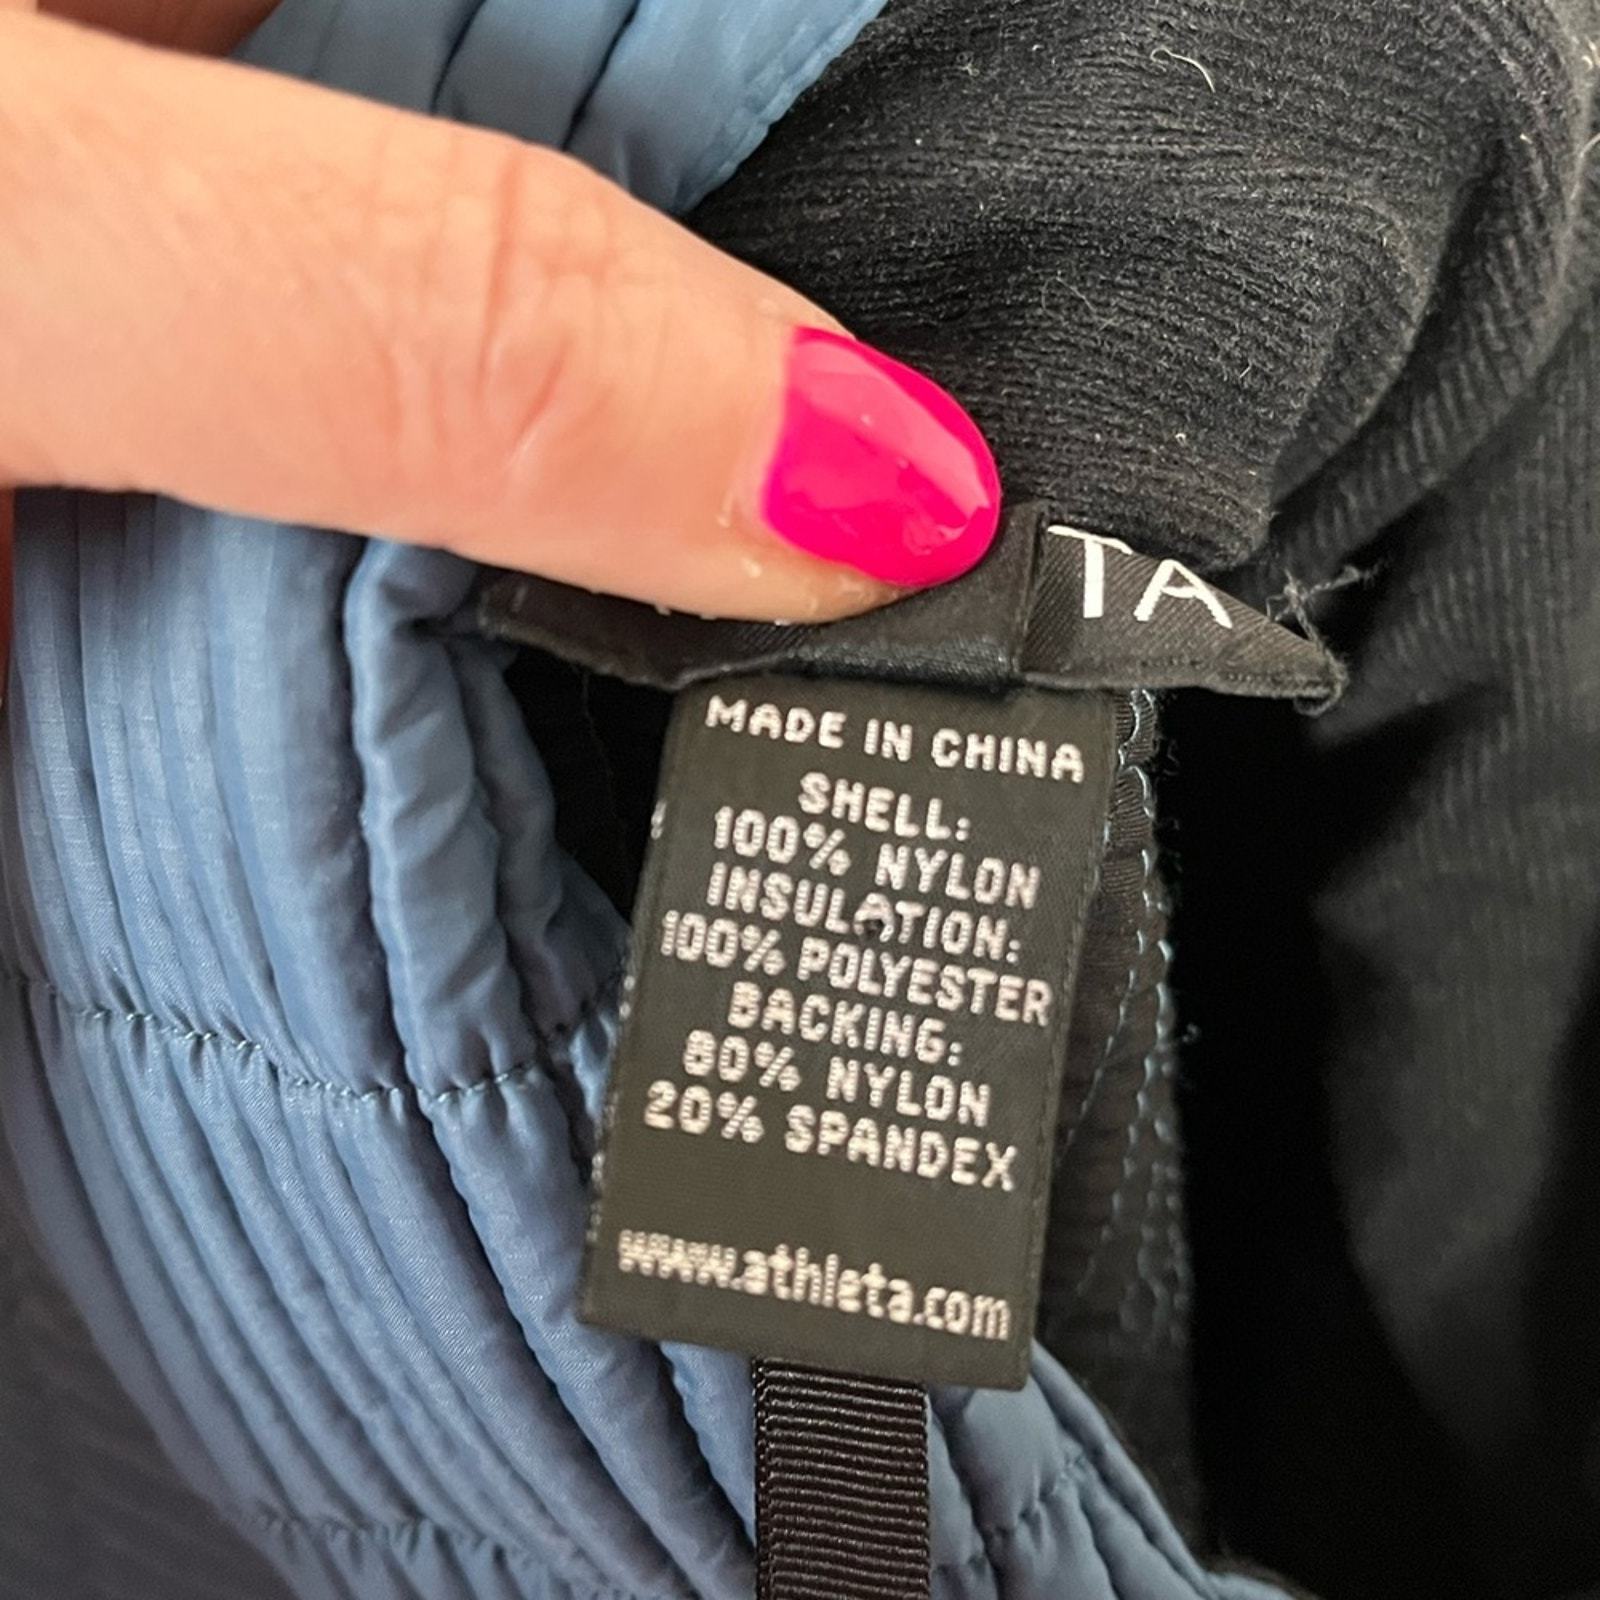 TA
MADE IN CHINA
SHELL:
100% NYLON
INSULATION:
100% POLYESTER
BACKING:
80% NYLON
20% SPANDEX
www.athleta.com